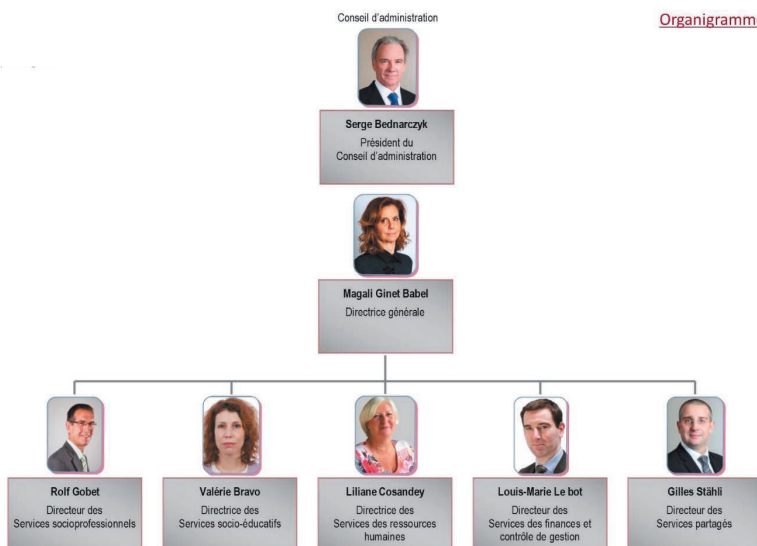 Conseil d'administration
Organigramme
Serge Bednarczyk
Président du
Conseil d'administration
Magali Ginet Babel
Directrice générale
Rolf Gobet
Directeur des
Services socioprofessionnels
Valérie Bravo
Directrice des
Services socio-éducatifs
Liliane Cosandey
Directrice des
Services des ressources
humaines
Louis-Marie Le bot
Directeur des
Services des finances et
contrôle de gestion
Gilles Stähli
Directeur des
Services partagés